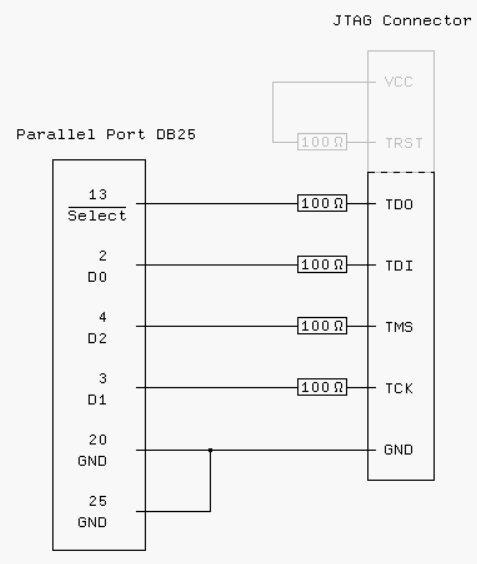 JTAG Connector
VCC
100 Ω TRST
Parallel Port DB25
13
Select 100 Ω TDO
2
D0 100 Ω TDI
4
D2 100 Ω TMS
3
D1 100 Ω TCK
20
GND GND
25
GND